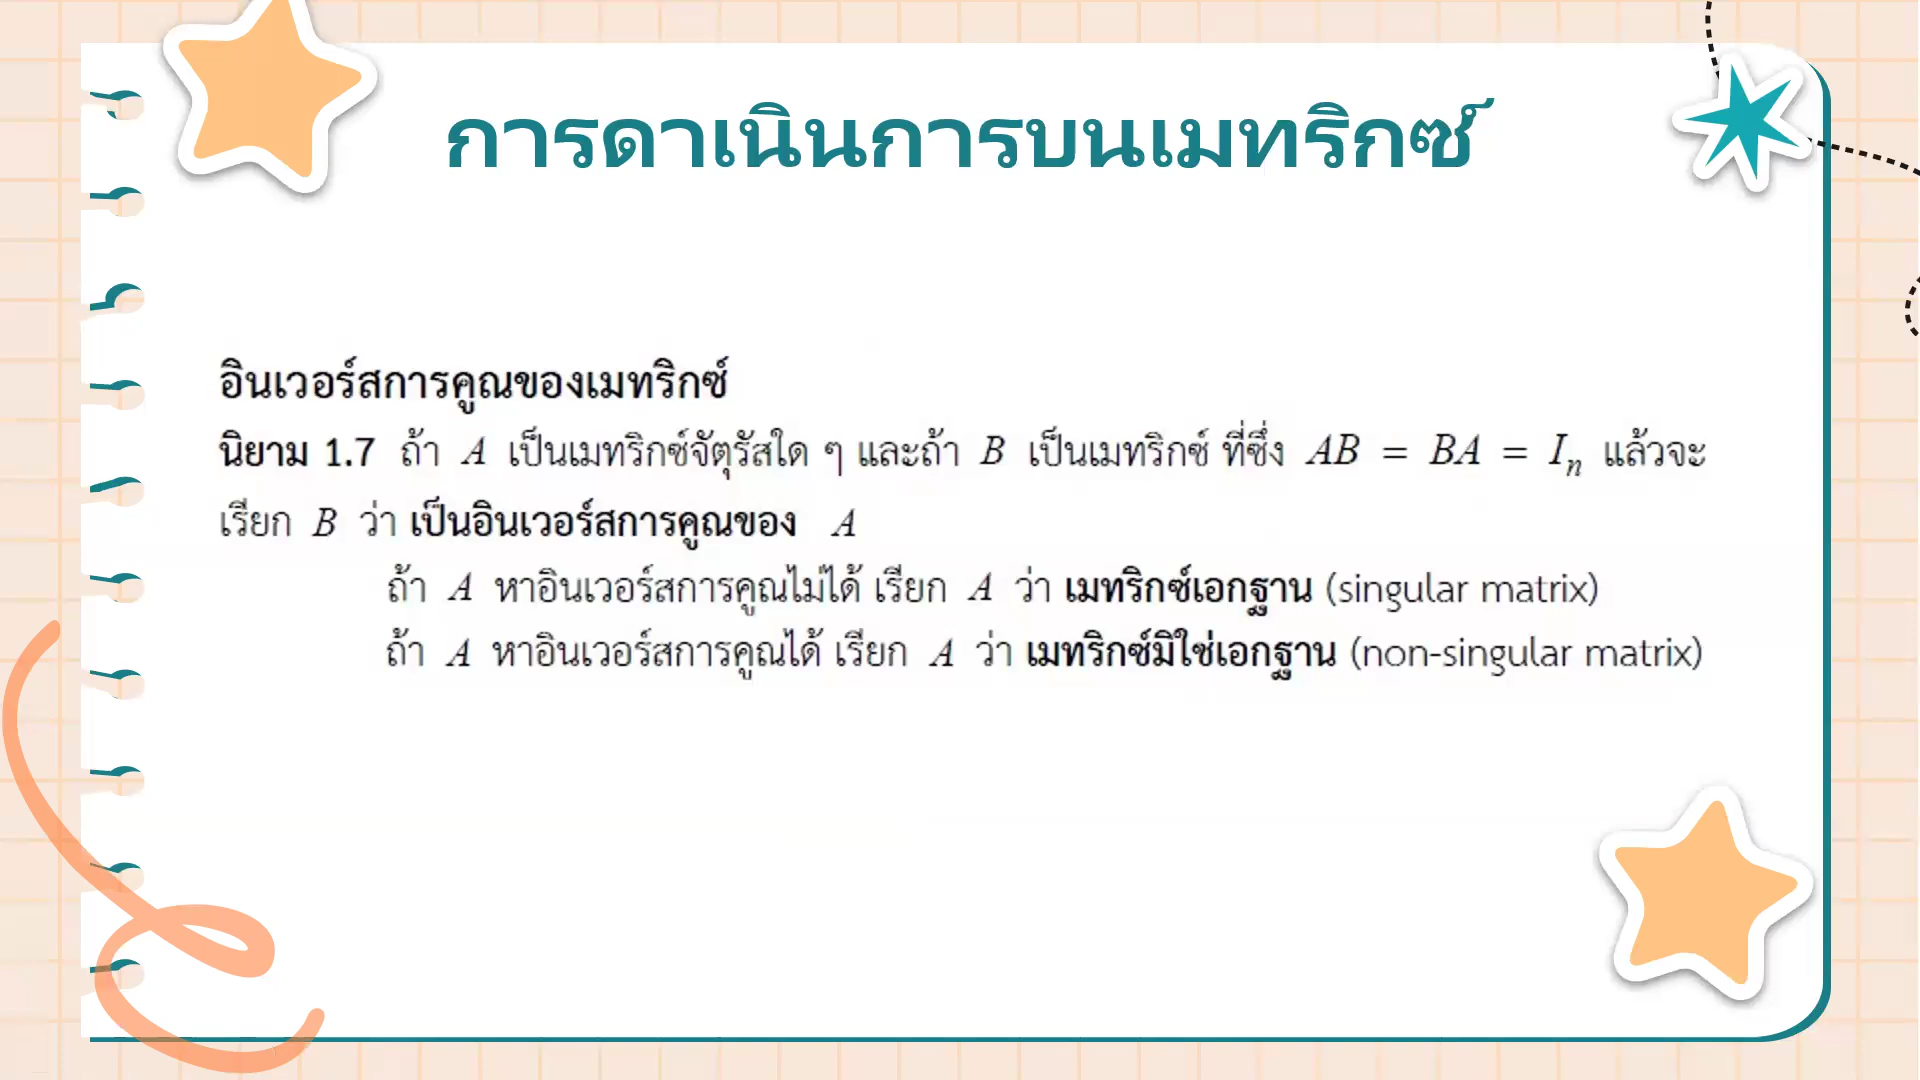 การดาเนินการบนเมทริกซ์
อินเวอร์สการคูณของเมทริกซ์
นิยาม 1.7 ถ้า A เป็นเมทริกซ์จัตุรัสใด ๆ และถ้า B เป็นเมทริกซ์ ที่ซึ่ง AB = BA = Iₙ แล้วจะ
เรียก B ว่า เป็นอินเวอร์สการคูณของ A
ถ้า A หาอินเวอร์สการคูณไม่ได้ เรียก A ว่า เมทริกซ์เอกฐาน (singular matrix)
ถ้า A หาอินเวอร์สการคูณได้ เรียก A ว่า เมทริกซ์มิใช่เอกฐาน (non-singular matrix)